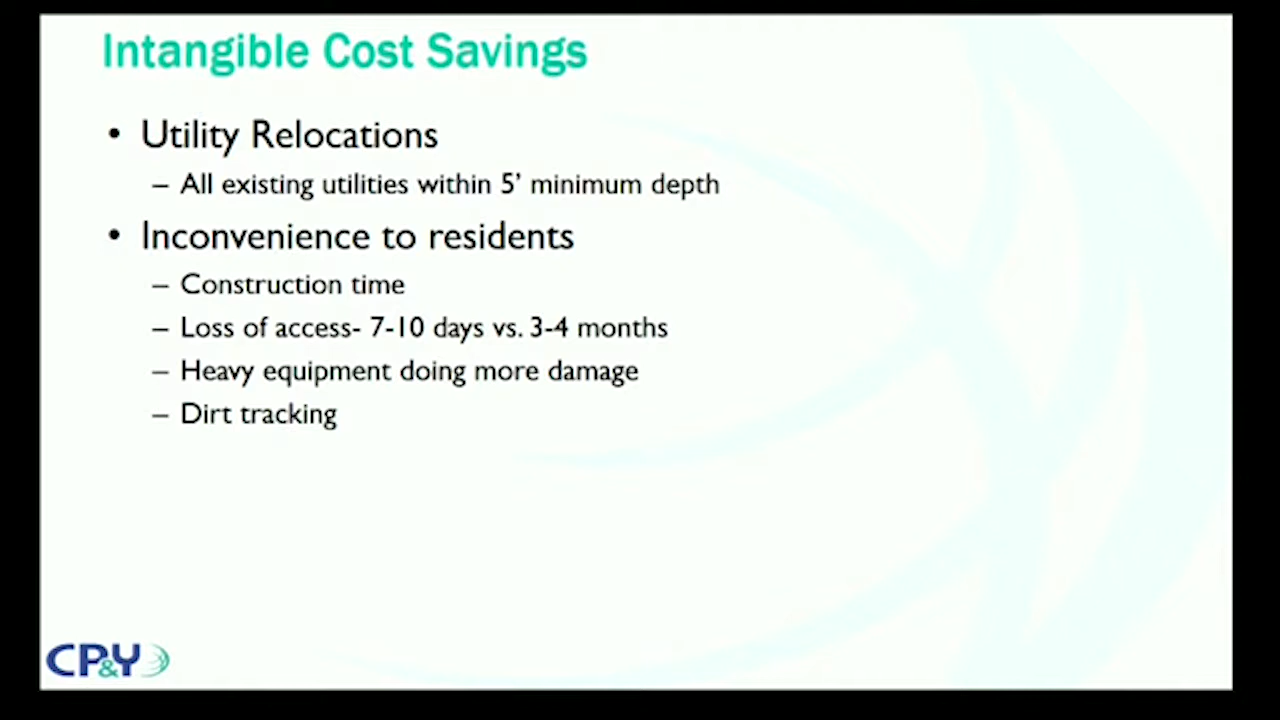 Intangible Cost Savings
• Utility Relocations
– All existing utilities within 5’ minimum depth
• Inconvenience to residents
– Construction time
– Loss of access- 7-10 days vs. 3-4 months
– Heavy equipment doing more damage
– Dirt tracking
CP&Y